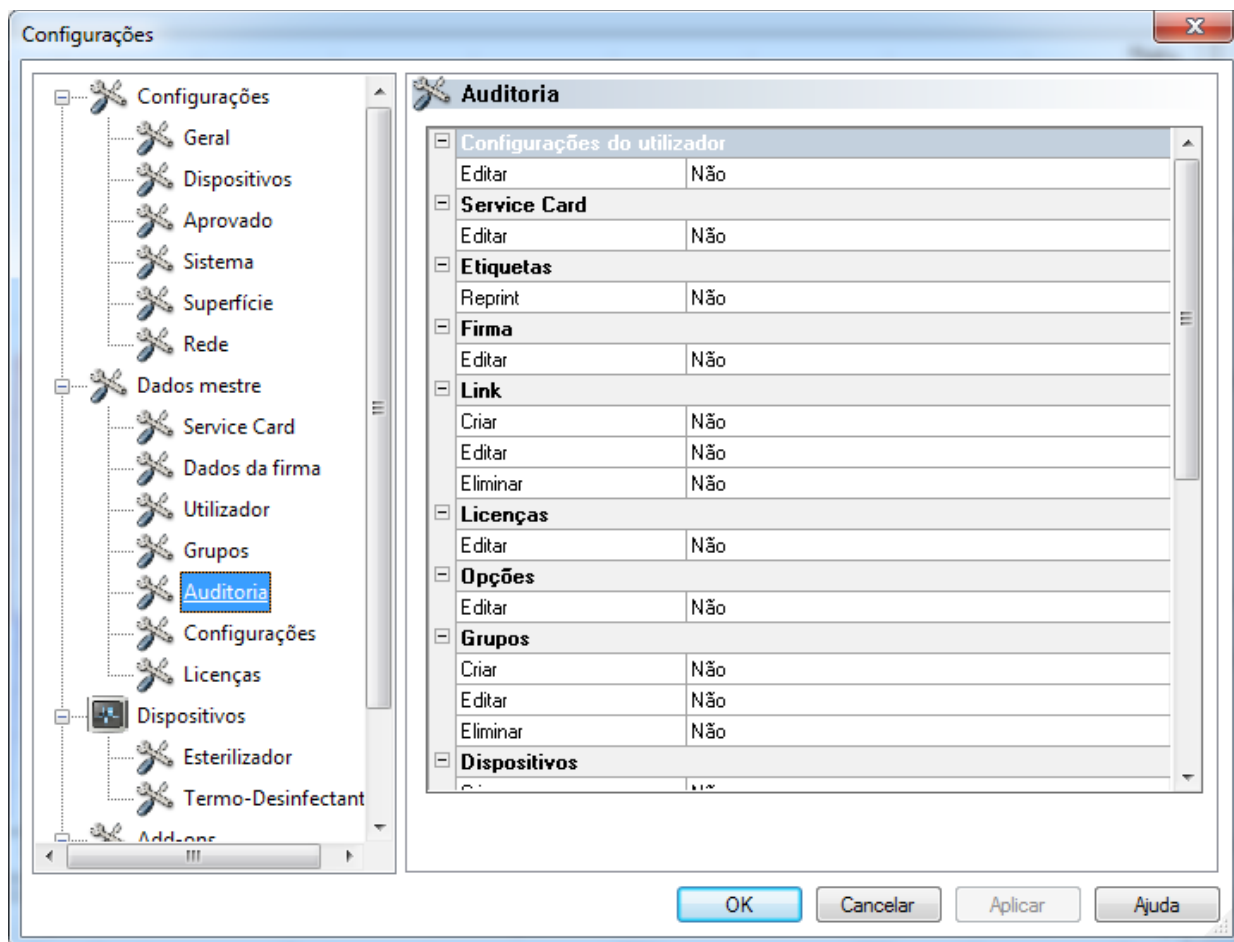 Configurações
Configurações
Geral
Dispositivos
Aprovado
Sistema
Superfície
Rede
Dados mestre
Service Card
Dados da firma
Utilizador
Grupos
Auditoria
Configurações
Licenças
Dispositivos
Esterilizador
Termo-Desinfectant
Add-ons
Auditoria
Configurações do utilizador
Editar Não
Service Card
Editar Não
Etiquetas
Reprint Não
Firma
Editar Não
Link
Criar Não
Editar Não
Eliminar Não
Licenças
Editar Não
Opções
Editar Não
Grupos
Criar Não
Editar Não
Eliminar Não
Dispositivos
OK Cancelar Aplicar Ajuda